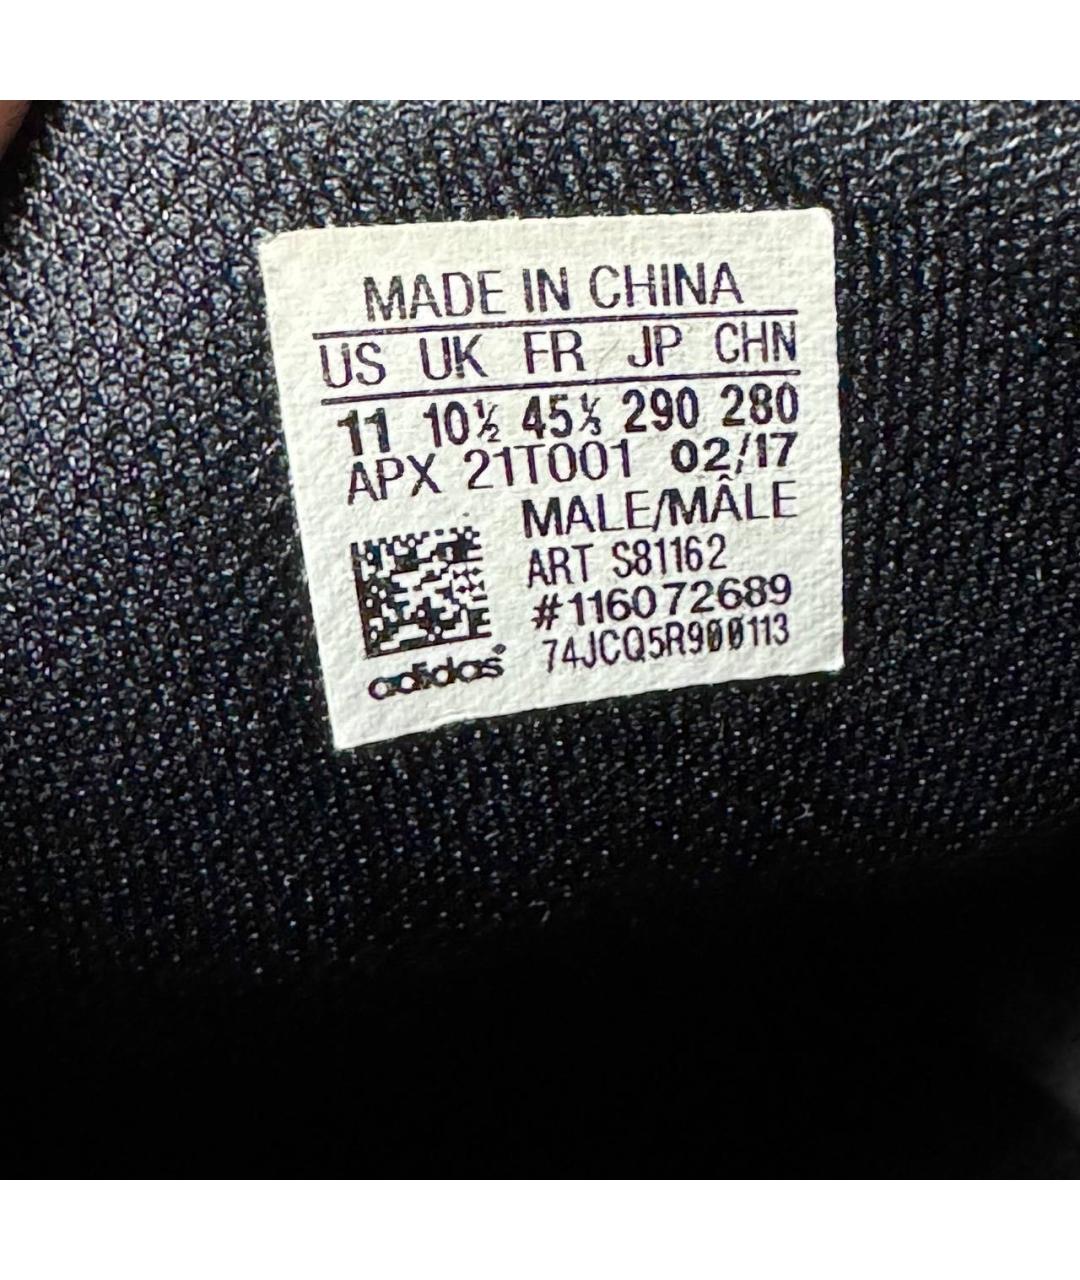 MADE IN CHINA
US UK FR JP CHN
11 10½ 45⅓ 290 280
APX 21T001 02/17
MALE/MÂLE
ART S81162
#116072689
74JCQ5R900113
adidas®